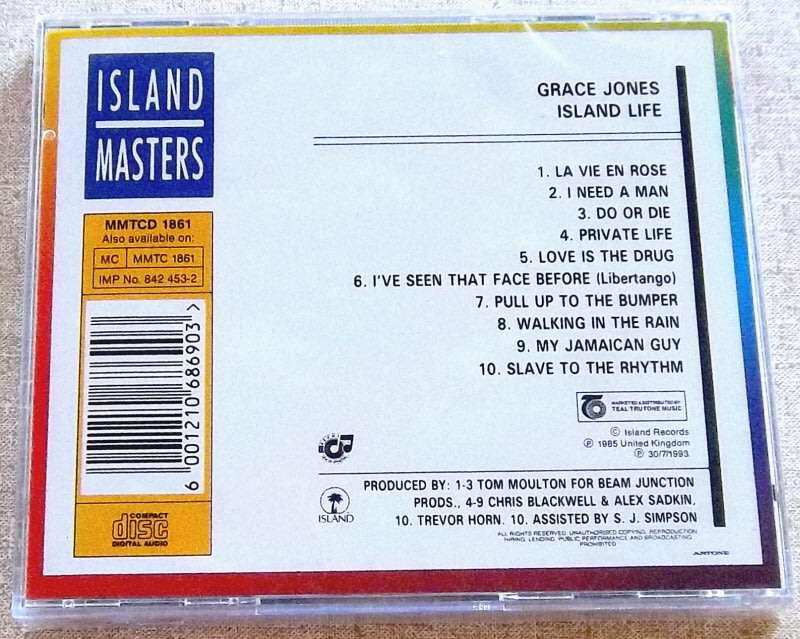 ISLAND
MASTERS
MMTCD 1861
Also available on:
MC MMTC 1861
IMP No. 842 453-2
6 001210 686903 >
COMPACT
disc
DIGITAL AUDIO
GRACE JONES
ISLAND LIFE
1. LA VIE EN ROSE
2. I NEED A MAN
3. DO OR DIE
4. PRIVATE LIFE
5. LOVE IS THE DRUG
6. I'VE SEEN THAT FACE BEFORE (Libertango)
7. PULL UP TO THE BUMPER
8. WALKING IN THE RAIN
9. MY JAMAICAN GUY
10. SLAVE TO THE RHYTHM
MARKETED & DISTRIBUTED BY
TEAL TRUTONE MUSIC
© Island Records
℗ 1985 United Kingdom
℗ 30/7/1993
ISLAND
PRODUCED BY: 1-3 TOM MOULTON FOR BEAM JUNCTION
PRODS., 4-9 CHRIS BLACKWELL & ALEX SADKIN,
10. TREVOR HORN. 10. ASSISTED BY S. J. SIMPSON
ALL RIGHTS RESERVED. UNAUTHORISED COPYING, REPRODUCTION
HIRING, LENDING, PUBLIC PERFORMANCE AND BROADCASTING
PROHIBITED
ARTONE